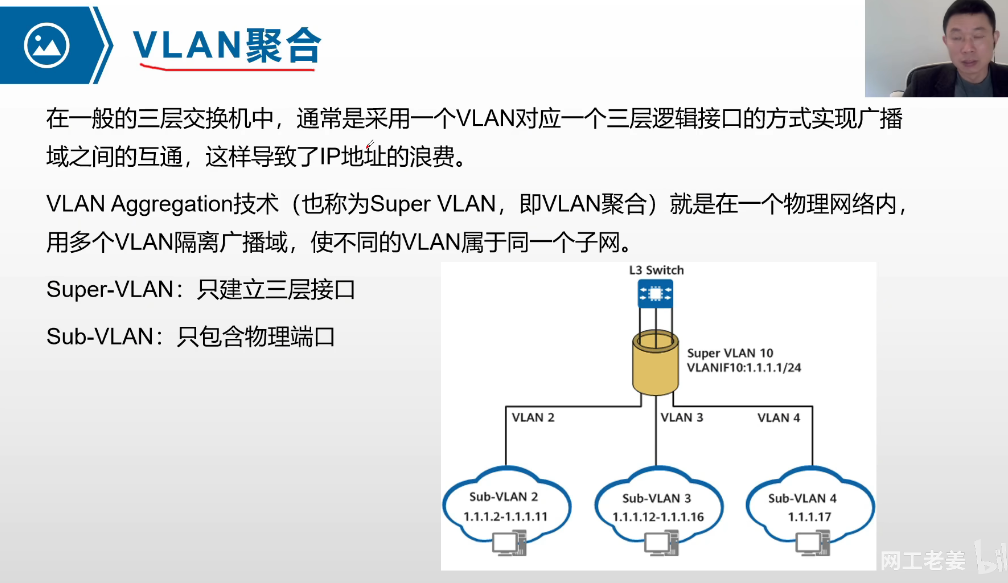 VLAN聚合
在一般的三层交换机中，通常是采用一个VLAN对应一个三层逻辑接口的方式实现广播
域之间的互通，这样导致了IP地址的浪费。
VLAN Aggregation技术（也称为Super VLAN，即VLAN聚合）就是在一个物理网络内，
用多个VLAN隔离广播域，使不同的VLAN属于同一个子网。
Super-VLAN：只建立三层接口
Sub-VLAN：只包含物理端口
L3 Switch
Super VLAN 10
VLANIF10:1.1.1.1/24
VLAN 2
VLAN 3
VLAN 4
Sub-VLAN 2
1.1.1.2-1.1.1.11
Sub-VLAN 3
1.1.1.12-1.1.1.16
Sub-VLAN 4
1.1.1.17
网工老姜